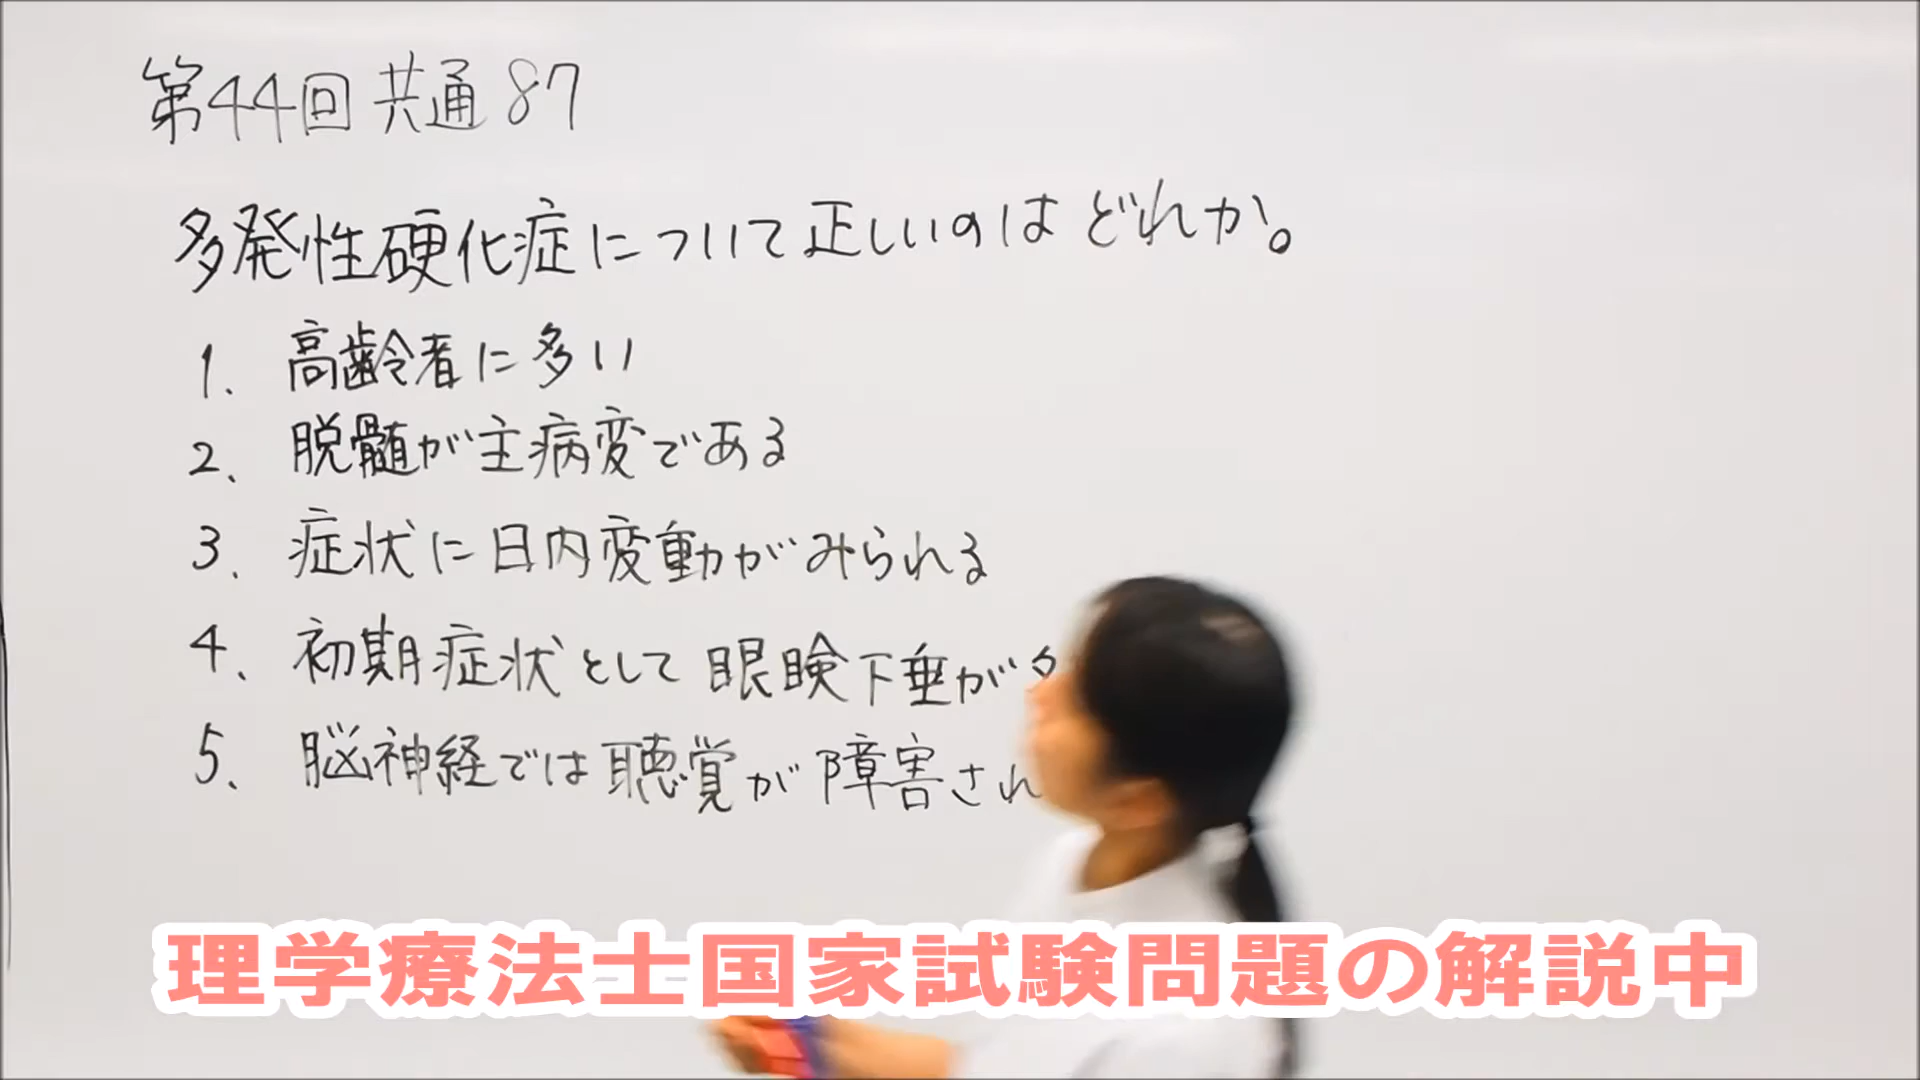 第44回 共通 87
多発性硬化症について正しいのはどれか。
1. 高齢者に多い
2. 脱髄が主病変である
3. 症状に日内変動がみられる
4. 初期症状として眼瞼下垂が
5. 脳神経では聴覚が障害され
理学療法士国家試験問題の解説中